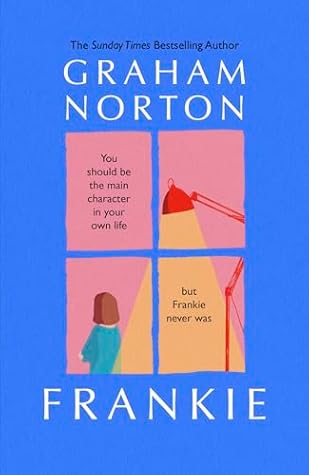 The Sunday Times Bestselling Author
GRAHAM
NORTON
You
should be
the main
character
in your
own life
but
Frankie
never was
FRANKIE